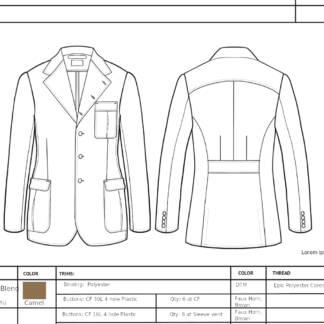 Lorem Ips
COLOR TRIMS: COLOR THREAD
Blend Binding: Polyester DTM Epic Polyester Cores
Camel Buttons: CF 30L 4 hole Plastic Qty: 6 at CF Faux Horn, Brown
Buttons: CF 16L 4 hole Plastic Qty: 6 at Sleeve vent Faux Horn, Brown